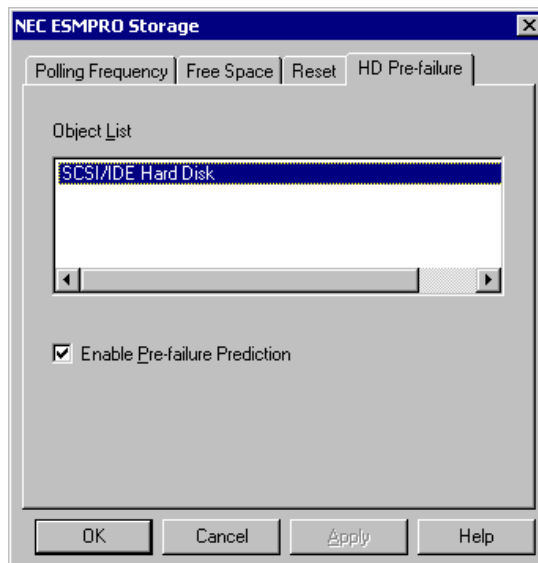 NEC ESMPRO Storage
Polling Frequency Free Space Reset HD Pre-failure
Object List
SCSI/IDE Hard Disk
Enable Pre-failure Prediction
OK Cancel Apply Help